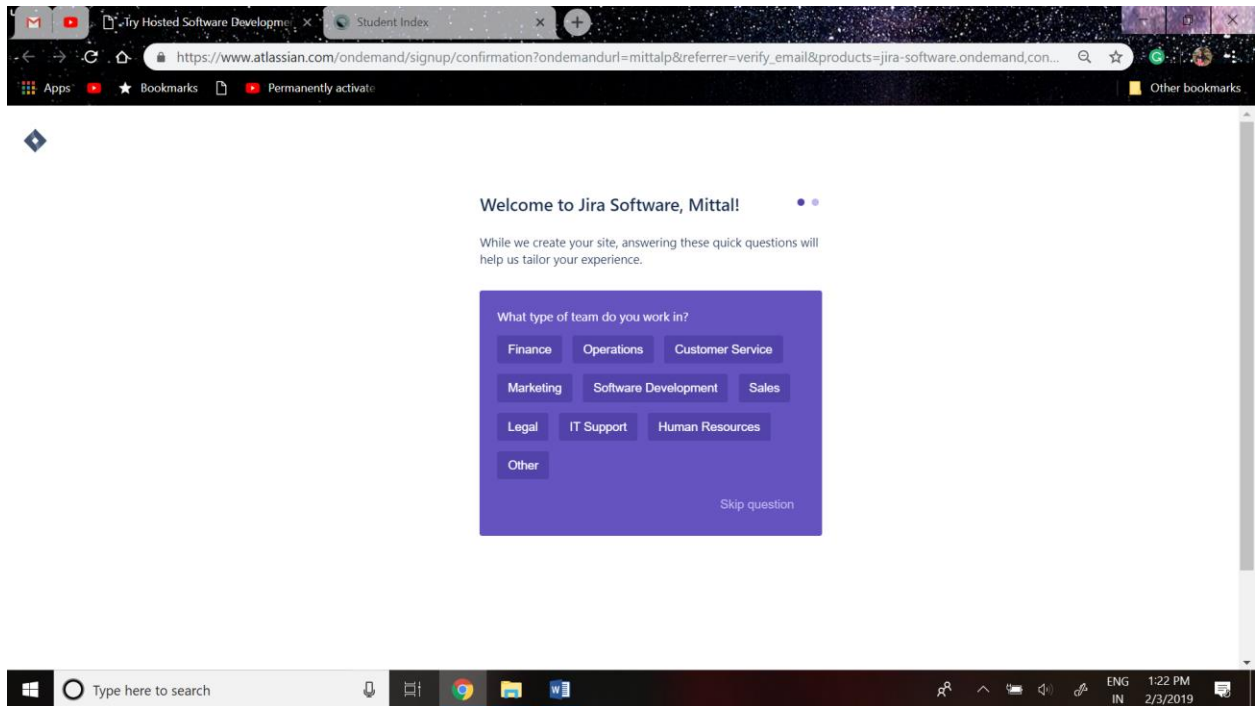 Try Hosted Software Developme
Student Index
https://www.atlassian.com/ondemand/signup/confirmation?ondemandurl=mittalp&referrer=verify_email&products=jira-software.ondemand,con...
Apps Bookmarks Permanently activate Other bookmarks
Welcome to Jira Software, Mittal!
While we create your site, answering these quick questions will
help us tailor your experience.
What type of team do you work in?
Finance Operations Customer Service
Marketing Software Development Sales
Legal IT Support Human Resources
Other
Skip question
Type here to search
ENG 1:22 PM
IN 2/3/2019